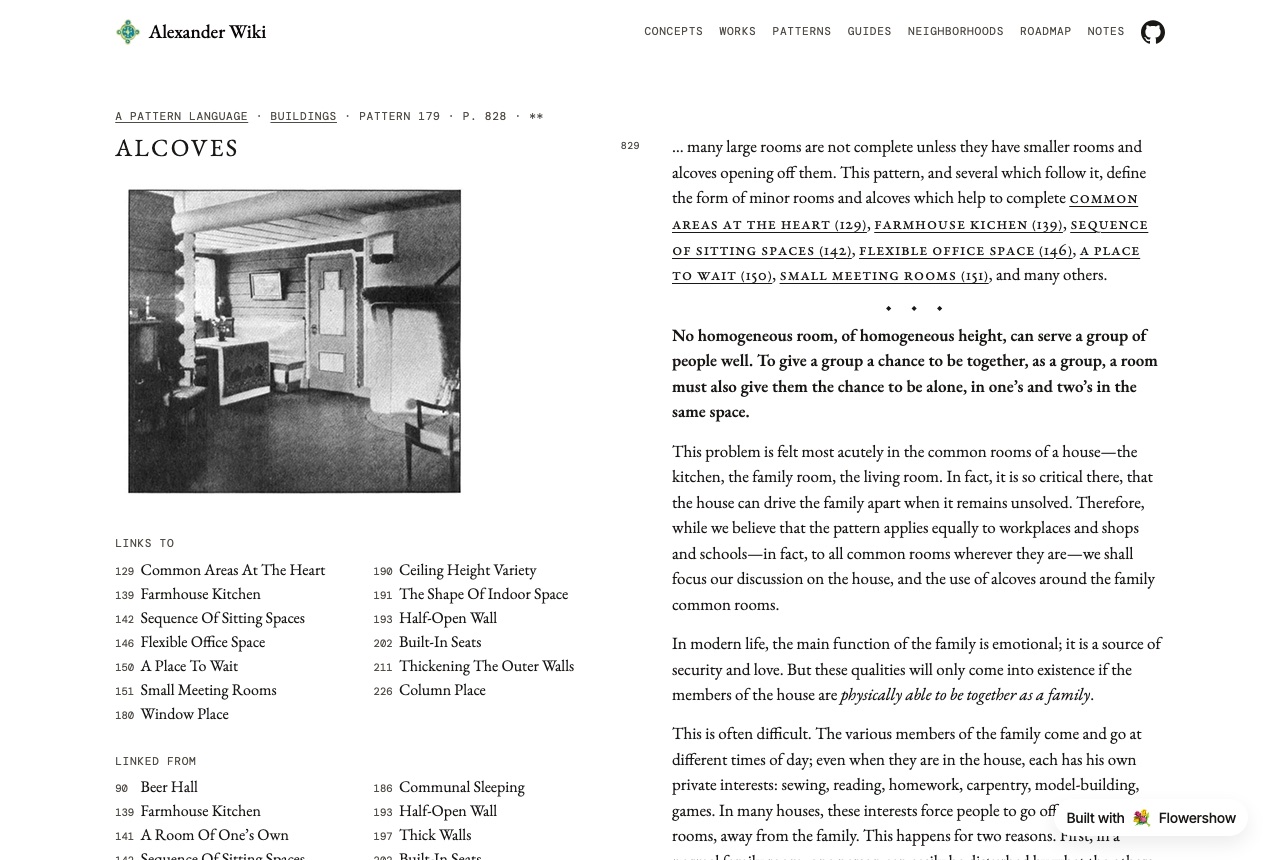 Alexander Wiki
CONCEPTS WORKS PATTERNS GUIDES NEIGHBORHOODS ROADMAP NOTES
A PATTERN LANGUAGE · BUILDINGS · PATTERN 179 · P. 828 · **
ALCOVES
LINKS TO
129 Common Areas At The Heart
139 Farmhouse Kitchen
142 Sequence Of Sitting Spaces
146 Flexible Office Space
150 A Place To Wait
151 Small Meeting Rooms
180 Window Place
190 Ceiling Height Variety
191 The Shape Of Indoor Space
193 Half-Open Wall
202 Built-In Seats
211 Thickening The Outer Walls
226 Column Place
LINKED FROM
90 Beer Hall
139 Farmhouse Kitchen
141 A Room Of One’s Own
142 Sequence Of Sitting Spaces
186 Communal Sleeping
193 Half-Open Wall
197 Thick Walls
202 Built-In Seats
829
... many large rooms are not complete unless they have smaller rooms and
alcoves opening off them. This pattern, and several which follow it, define
the form of minor rooms and alcoves which help to complete COMMON
AREAS AT THE HEART (129), FARMHOUSE KICHEN (139), SEQUENCE
OF SITTING SPACES (142), FLEXIBLE OFFICE SPACE (146), A PLACE
TO WAIT (150), SMALL MEETING ROOMS (151), and many others.
No homogeneous room, of homogeneous height, can serve a group of
people well. To give a group a chance to be together, as a group, a room
must also give them the chance to be alone, in one’s and two’s in the
same space.
This problem is felt most acutely in the common rooms of a house—the
kitchen, the family room, the living room. In fact, it is so critical there, that
the house can drive the family apart when it remains unsolved. Therefore,
while we believe that the pattern applies equally to workplaces and shops
and schools—in fact, to all common rooms wherever they are—we shall
focus our discussion on the house, and the use of alcoves around the family
common rooms.
In modern life, the main function of the family is emotional; it is a source of
security and love. But these qualities will only come into existence if the
members of the house are physically able to be together as a family.
This is often difficult. The various members of the family come and go at
different times of day; even when they are in the house, each has his own
private interests: sewing, reading, homework, carpentry, model-building,
games. In many houses, these interests force people to go off
rooms, away from the family. This happens for two reasons. First, in a
Built with Flowershow